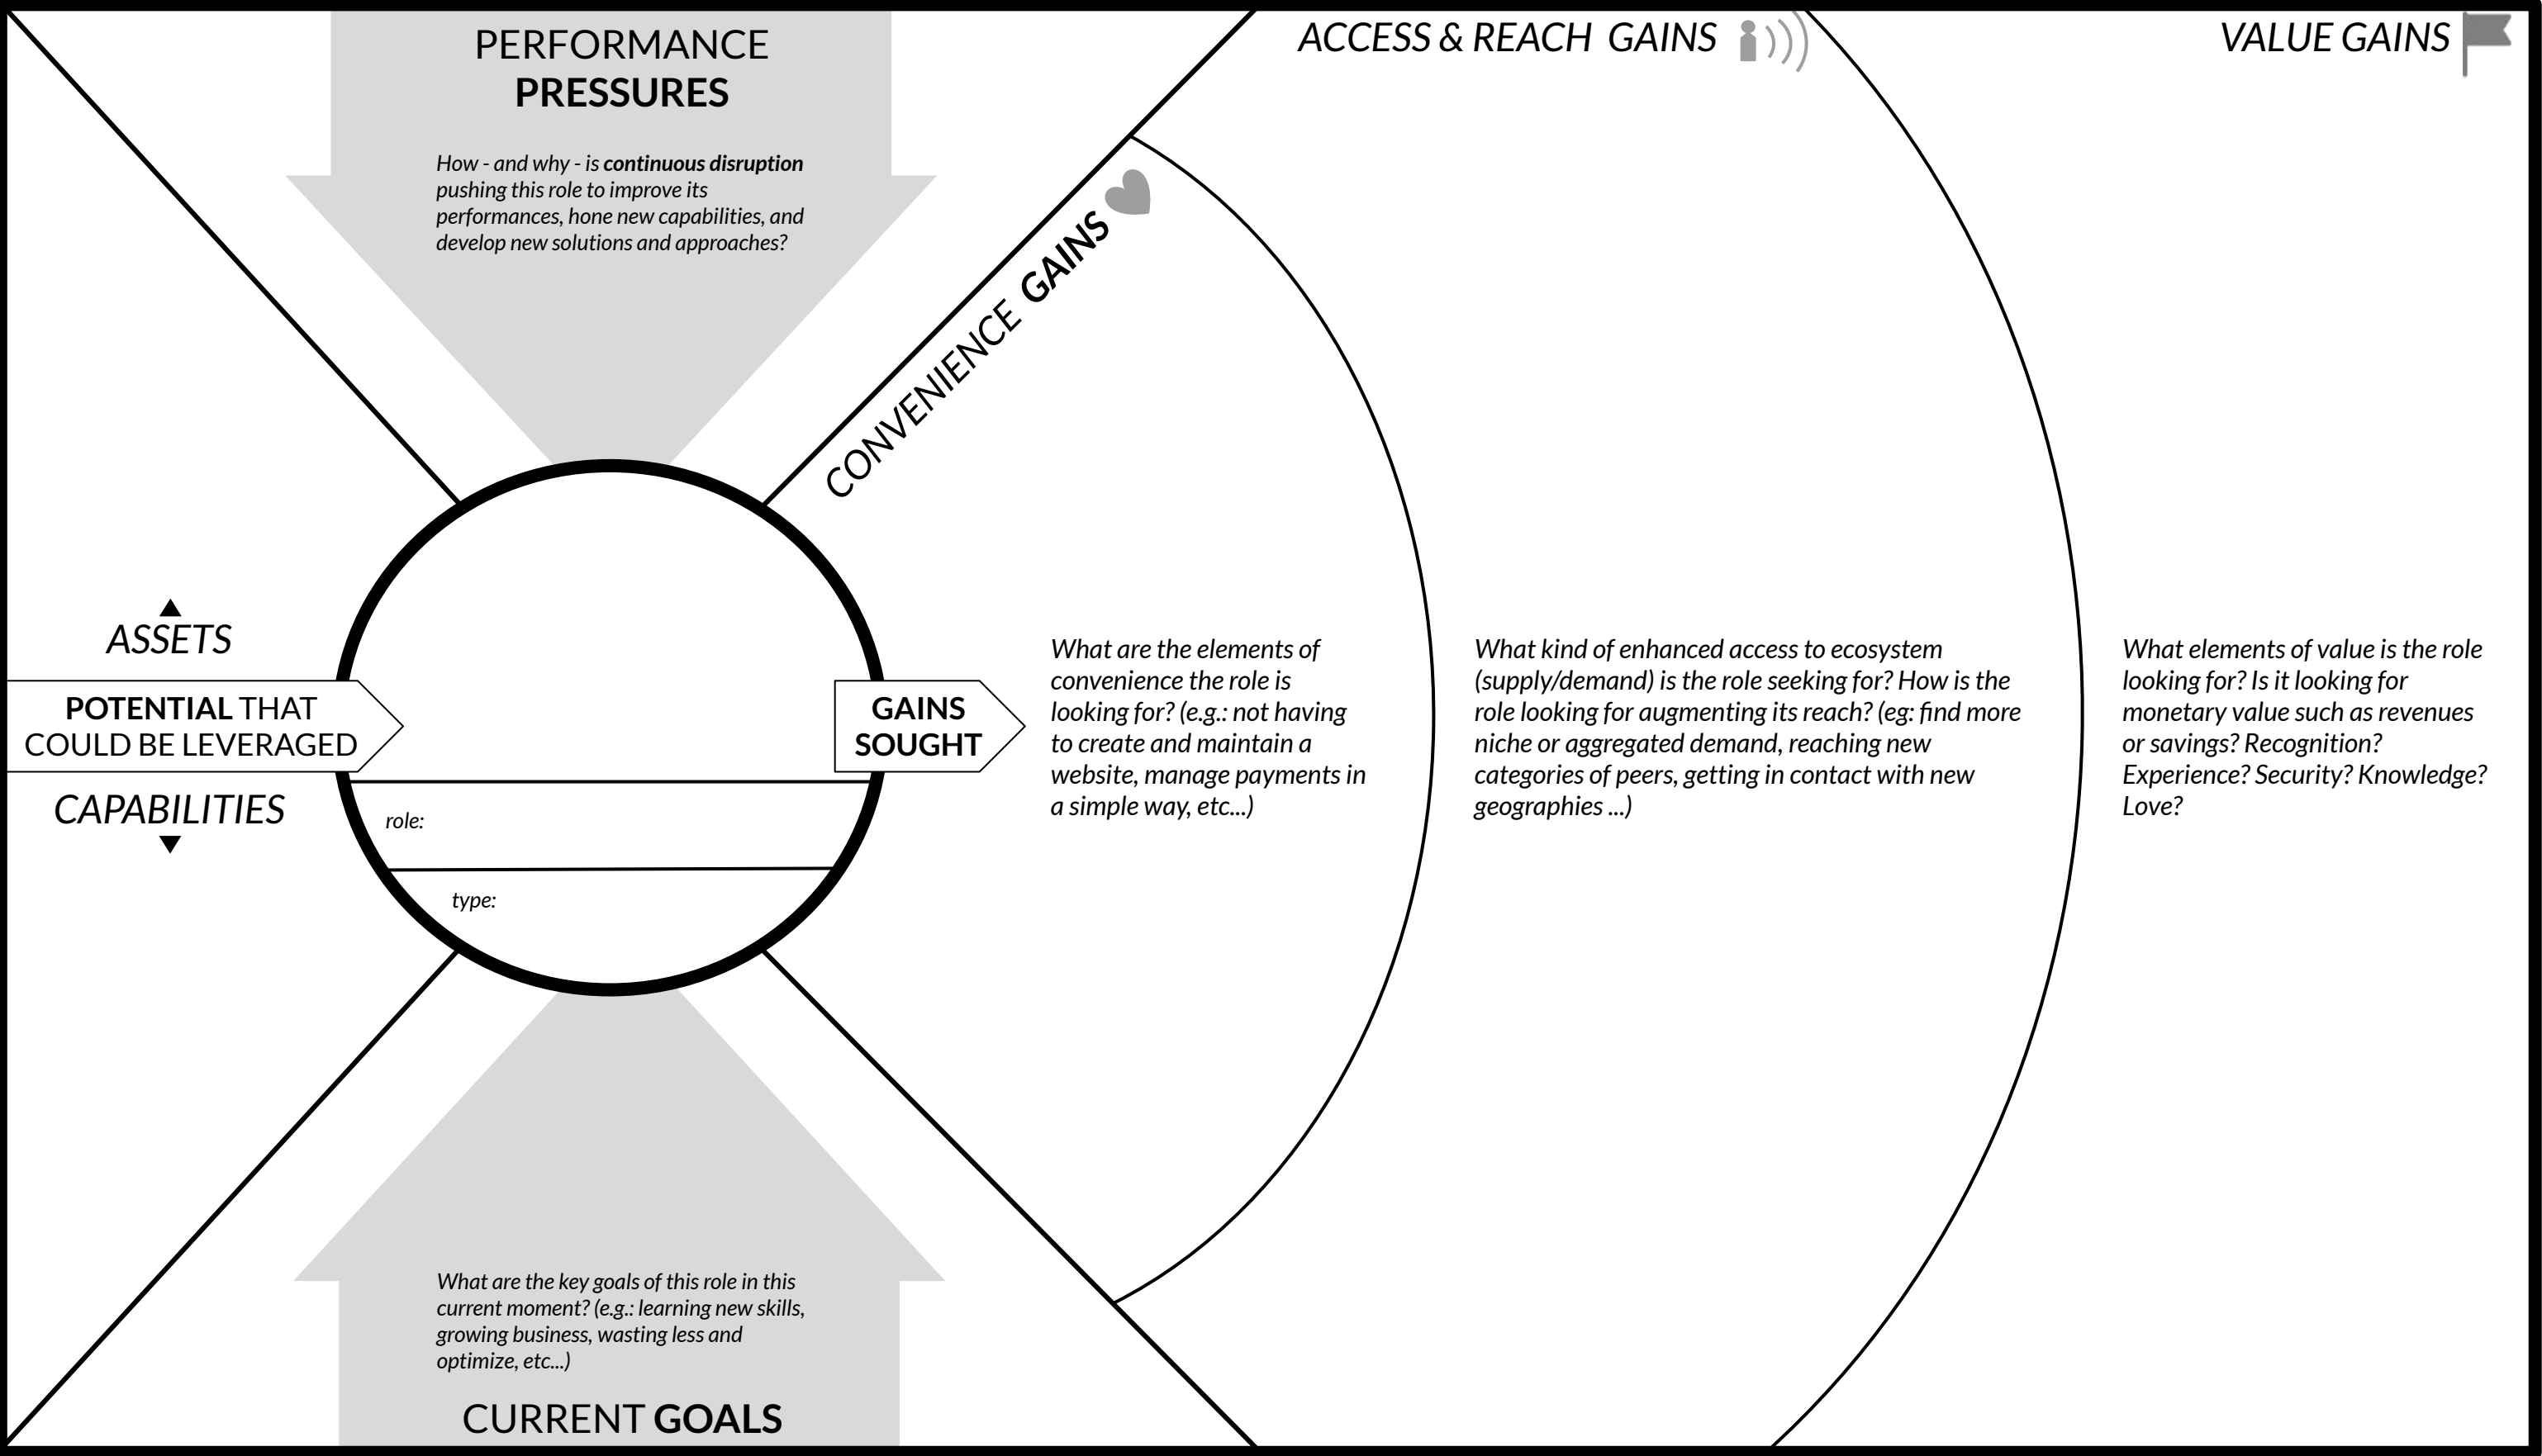 PERFORMANCE
PRESSURES
How - and why - is continuous disruption
pushing this role to improve its
performances, hone new capabilities, and
develop new solutions and approaches?
ACCESS & REACH GAINS
VALUE GAINS
CONVENIENCE GAINS
ASSETS
POTENTIAL THAT
COULD BE LEVERAGED
CAPABILITIES
role:
type:
GAINS
SOUGHT
What are the elements of
convenience the role is
looking for? (e.g.: not having
to create and maintain a
website, manage payments in
a simple way, etc...)
What kind of enhanced access to ecosystem
(supply/demand) is the role seeking for? How is the
role looking for augmenting its reach? (eg: find more
niche or aggregated demand, reaching new
categories of peers, getting in contact with new
geographies ...)
What elements of value is the role
looking for? Is it looking for
monetary value such as revenues
or savings? Recognition?
Experience? Security? Knowledge?
Love?
What are the key goals of this role in this
current moment? (e.g.: learning new skills,
growing business, wasting less and
optimize, etc...)
CURRENT GOALS